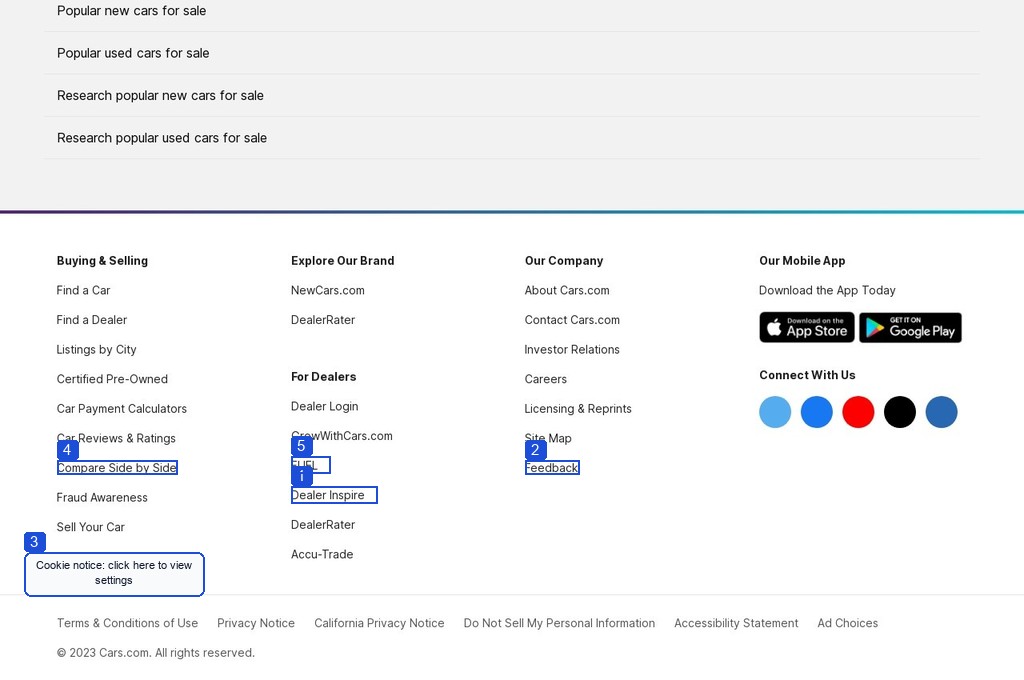 Popular new cars for sale
Popular used cars for sale
Research popular new cars for sale
Research popular used cars for sale
Buying & Selling
Find a Car
Find a Dealer
Listings by City
Certified Pre-Owned
Car Payment Calculators
Car Reviews & Ratings
4
Compare Side by Side
Fraud Awareness
Sell Your Car
3
Cookie notice: click here to view
settings
Explore Our Brand
NewCars.com
DealerRater
For Dealers
Dealer Login
GrowWithCars.com
5
FUEL
i
Dealer Inspire
DealerRater
Accu-Trade
Our Company
About Cars.com
Contact Cars.com
Investor Relations
Careers
Licensing & Reprints
Site Map
2
Feedback
Our Mobile App
Download the App Today
Download on the
App Store
GET IT ON
Google Play
Connect With Us
Terms & Conditions of Use Privacy Notice California Privacy Notice Do Not Sell My Personal Information Accessibility Statement Ad Choices
© 2023 Cars.com. All rights reserved.